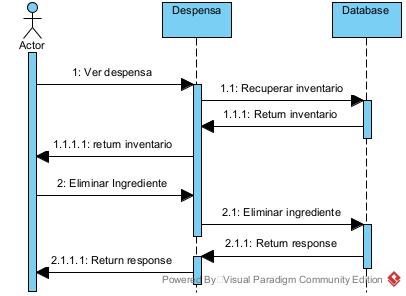 Despensa
Database
Actor
1: Ver despensa
1.1: Recuperar inventario
1.1.1: Return inventario
1.1.1.1: return inventario
2: Eliminar Ingrediente
2.1: Eliminar ingrediente
2.1.1: Return response
2.1.1.1: Return response
Powered By Visual Paradigm Community Edition